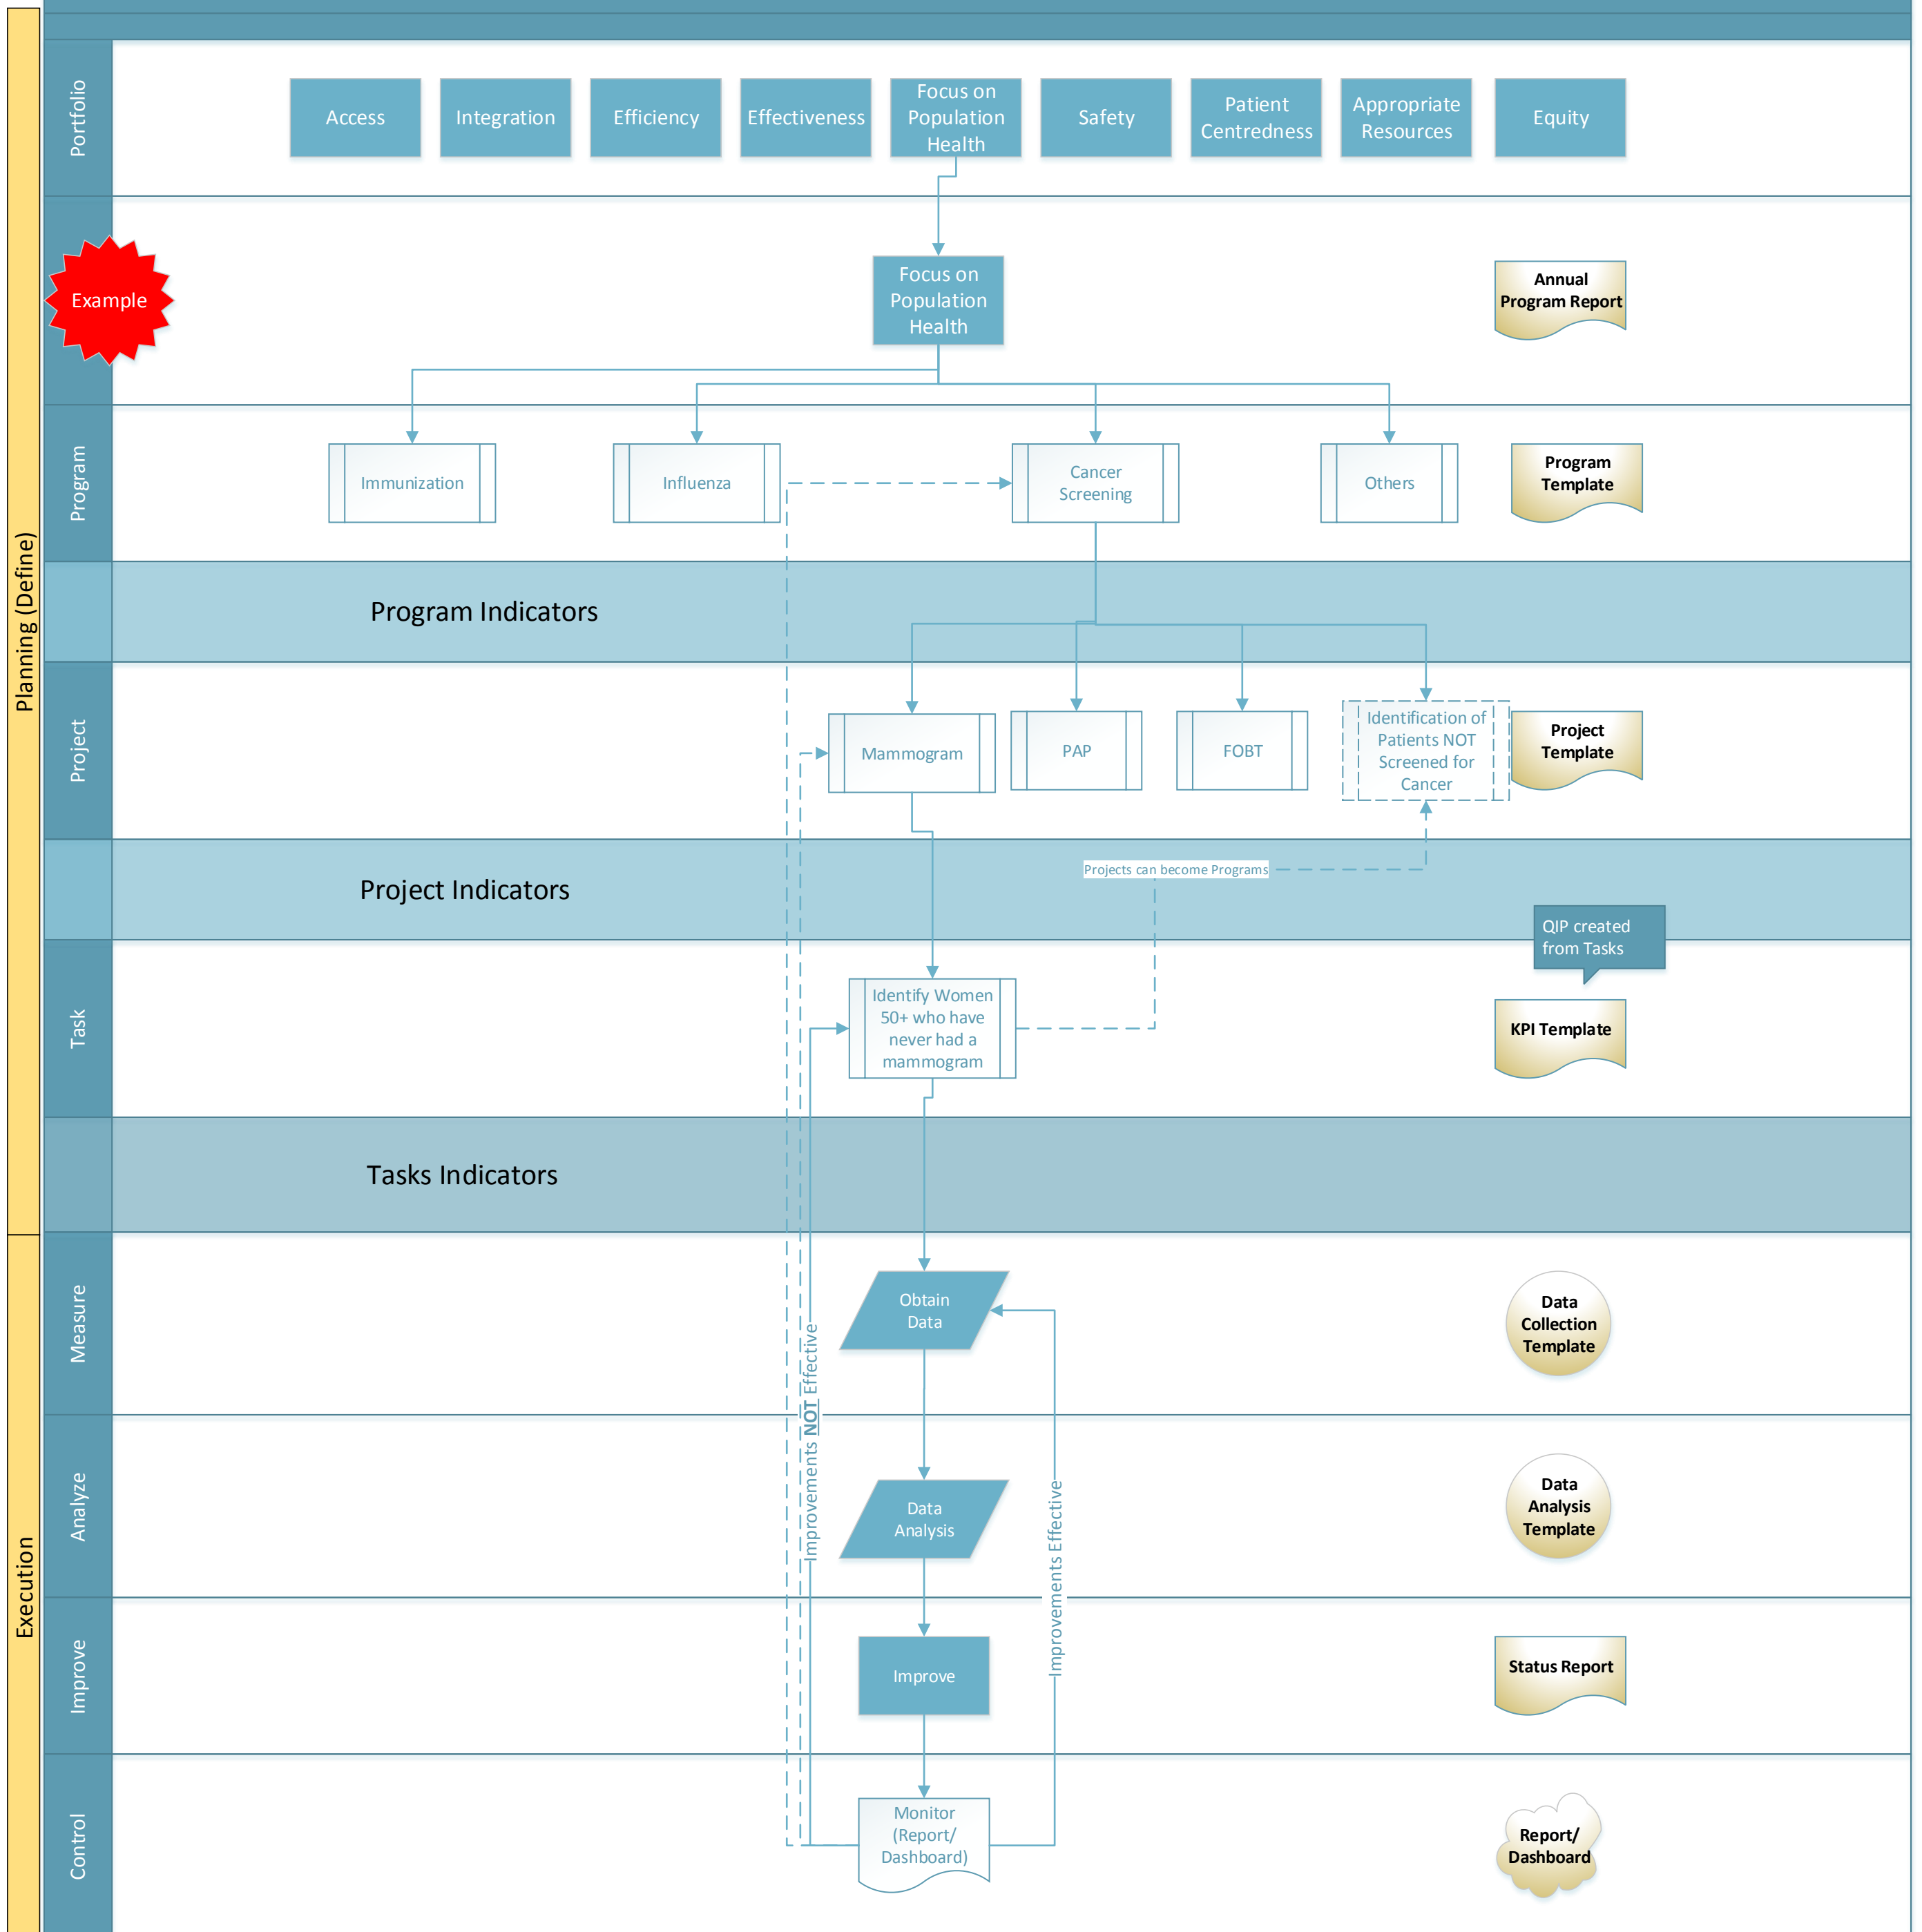 Planning (Define)
Execution
Portfolio
Access
Integration
Efficiency
Effectiveness
Focus on
Population
Health
Safety
Patient
Centredness
Appropriate
Resources
Equity
Example
Focus on
Population
Health
Annual
Program Report
Program
Immunization
Influenza
Cancer
Screening
Others
Program
Template
Program Indicators
Project
Mammogram
PAP
FOBT
Identification of
Patients NOT
Screened for
Cancer
Project
Template
Project Indicators
Projects can become Programs
QIP created
from Tasks
Task
Identify Women
50+ who have
never had a
mammogram
KPI Template
Tasks Indicators
Measure
Obtain
Data
Data
Collection
Template
Improvements NOT Effective
Improvements Effective
Analyze
Data
Analysis
Data
Analysis
Template
Improve
Improve
Status Report
Control
Monitor
(Report/
Dashboard)
Report/
Dashboard